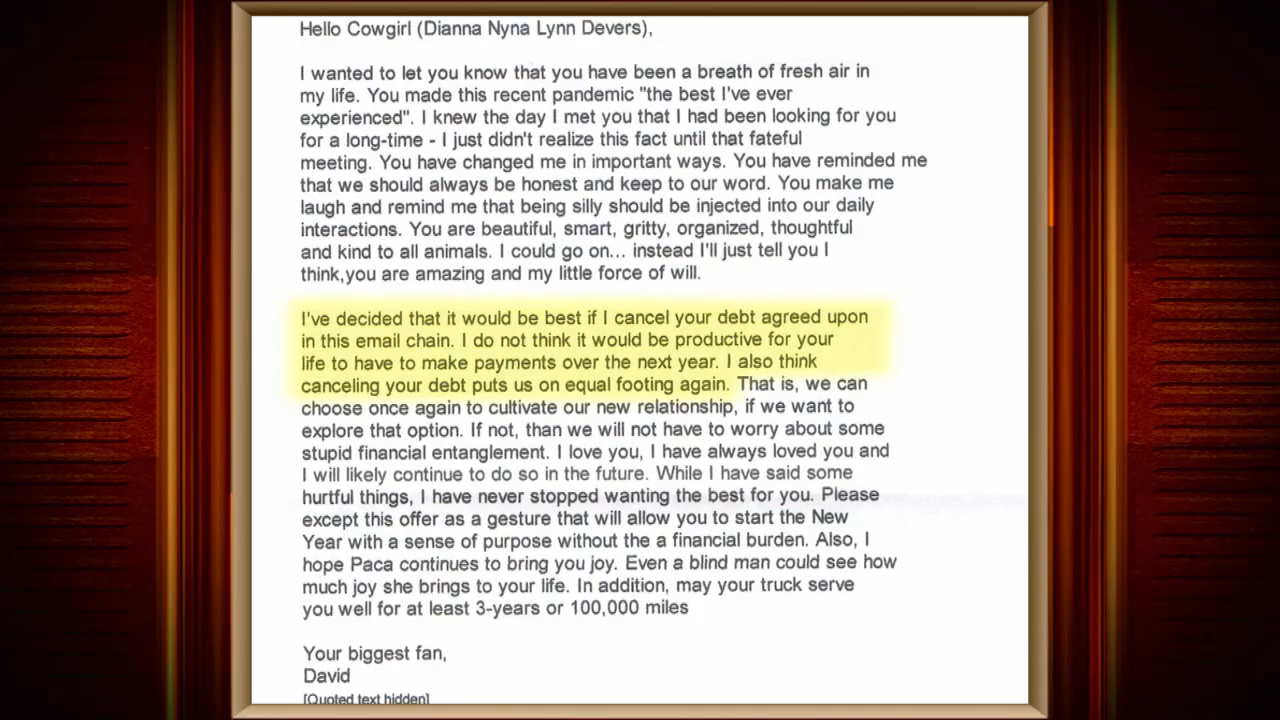 Hello Cowgirl (Dianna Nyna Lynn Devers),
I wanted to let you know that you have been a breath of fresh air in
my life. You made this recent pandemic "the best I've ever
experienced". I knew the day I met you that I had been looking for you
for a long-time - I just didn't realize this fact until that fateful
meeting. You have changed me in important ways. You have reminded me
that we should always be honest and keep to our word. You make me
laugh and remind me that being silly should be injected into our daily
interactions. You are beautiful, smart, gritty, organized, thoughtful
and kind to all animals. I could go on... instead I'll just tell you I
think,you are amazing and my little force of will.
I've decided that it would be best if I cancel your debt agreed upon
in this email chain. I do not think it would be productive for your
life to have to make payments over the next year. I also think
canceling your debt puts us on equal footing again. That is, we can
choose once again to cultivate our new relationship, if we want to
explore that option. If not, than we will not have to worry about some
stupid financial entanglement. I love you, I have always loved you and
I will likely continue to do so in the future. While I have said some
hurtful things, I have never stopped wanting the best for you. Please
except this offer as a gesture that will allow you to start the New
Year with a sense of purpose without the a financial burden. Also, I
hope Paca continues to bring you joy. Even a blind man could see how
much joy she brings to your life. In addition, may your truck serve
you well for at least 3-years or 100,000 miles
Your biggest fan,
David
[Quoted text hidden]